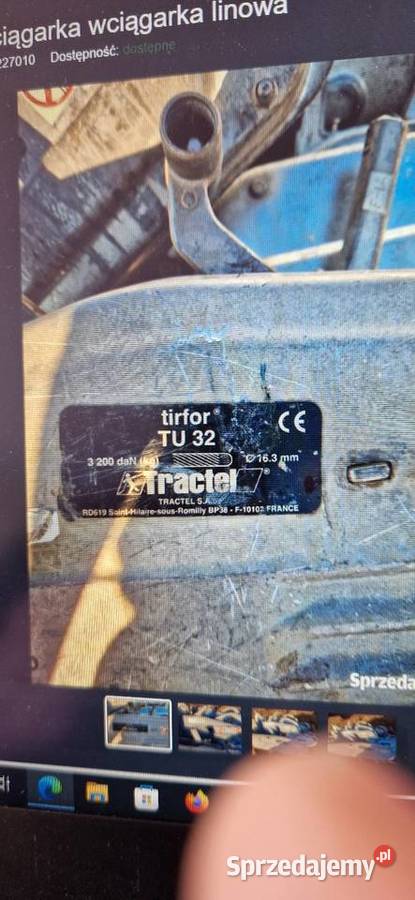 ciągarka wciągarka linowa
227010 Dostępność: dostępne
tirfor®
TU 32
CE
3 200 daN (kg) Ø 16.3 mm
Tractel®
TRACTEL S.A.
RD619 Saint-Hilaire-sous-Romilly BP38 - F-10102 FRANCE
Sprzeda
Sprzedajemy.pl